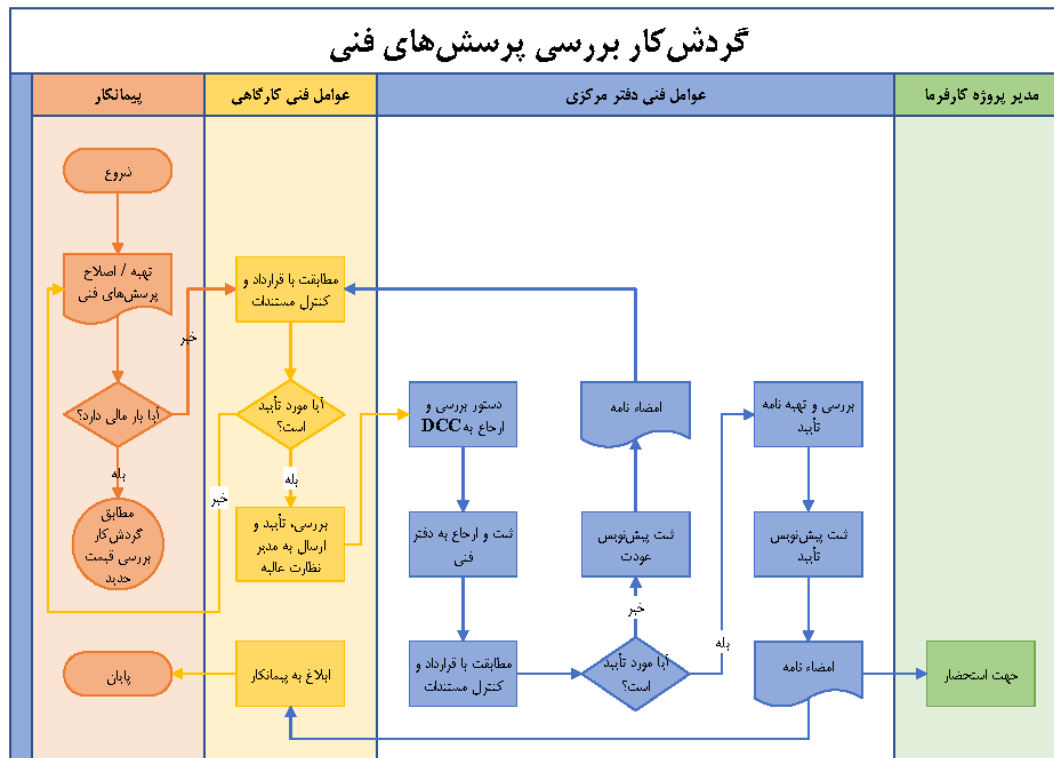 گردش‌کار بررسی پرسش‌های فنی
پیمانکار
عوامل فنی کارگاهی
عوامل فنی دفتر مرکزی
مدیر پروژه کارفرما
شروع
تهیه / اصلاح
پرسش‌های فنی
آیا بار مالی دارد؟
خیر
بله
مطابق
گردش‌کار
بررسی قیمت
جدید
پایان
مطابقت با قرارداد و
کنترل مستندات
آیا مورد تأیید
است؟
خیر
بله
بررسی، تأیید و
ارسال به مدیر
نظارت عالیه
ابلاغ به پیمانکار
دستور بررسی و
ارجاع به DCC
ثبت و ارجاع به دفتر
فنی
مطابقت با قرارداد و
کنترل مستندات
امضاء نامه
ثبت پیش‌نویس
عودت
خیر
آیا مورد تأیید
است؟
بله
بررسی و تهیه نامه
تأیید
ثبت پیش‌نویس
تأیید
امضاء نامه
جهت استحضار